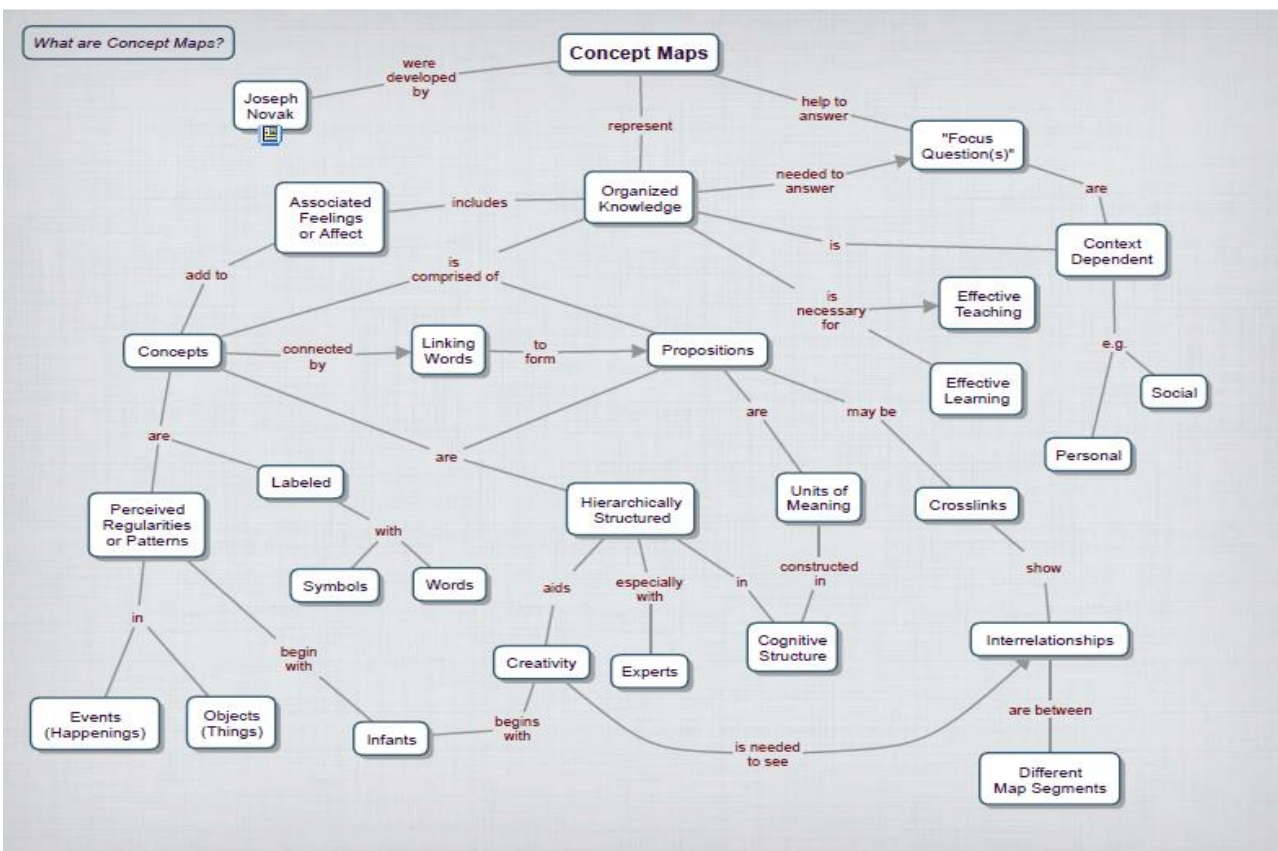 What are Concept Maps?
Concept Maps
were
developed
by
Joseph
Novak
represent
help to
answer
"Focus
Question(s)"
needed to
answer
are
Organized
Knowledge
includes
Associated
Feelings
or Affect
is
Context
Dependent
add to
is
comprised of
is
necessary
for
Effective
Teaching
Effective
Learning
e.g.
Social
Personal
Concepts
connected
by
Linking
Words
to
form
Propositions
are
may be
are
are
Labeled
with
Symbols
Words
Perceived
Regularities
or Patterns
in
Events
(Happenings)
Objects
(Things)
begin
with
Infants
Hierarchically
Structured
aids
especially
with
in
Units of
Meaning
constructed
in
Cognitive
Structure
Creativity
Experts
begins
with
is needed
to see
Crosslinks
show
Interrelationships
are between
Different
Map Segments